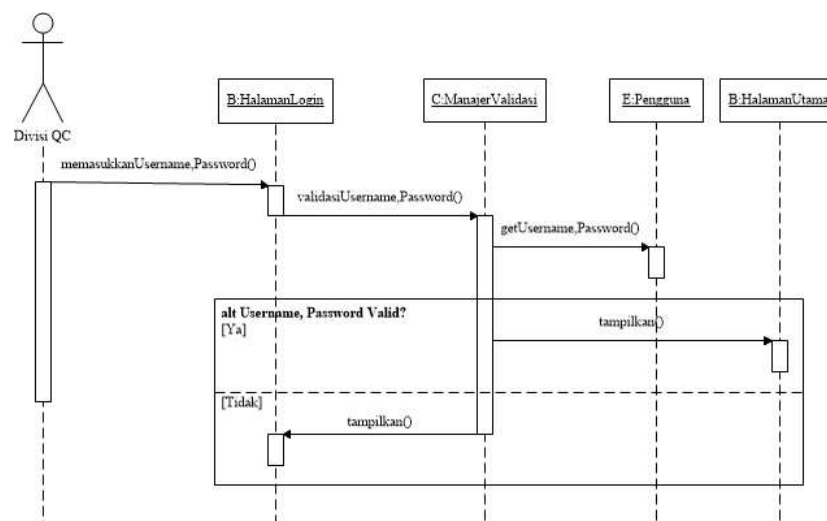 B:HalamanLogin
C:ManajerValidasi
E:Pengguna
B:HalamanUtama
Divisi QC
memasukkanUsername,Password()
validasiUsername,Password()
getUsername,Password()
alt Username, Password Valid?
[Ya]
tampilkan()
[Tidak]
tampilkan()